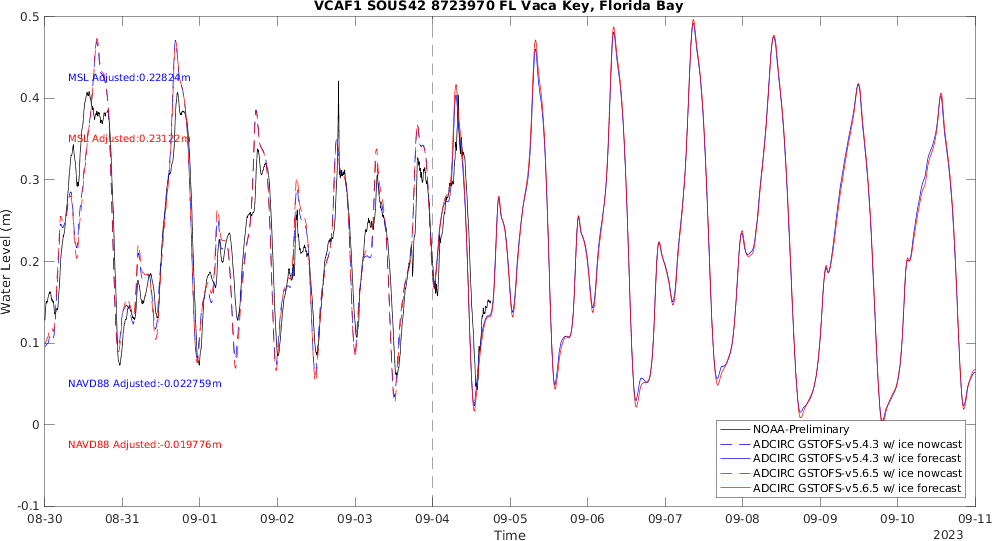 VCAF1 SOUS42 8723970 FL Vaca Key, Florida Bay
Water Level (m)
0.5
0.4
0.3
0.2
0.1
0
-0.1
MSL Adjusted:0.22824m
MSL Adjusted:0.23122m
NAVD88 Adjusted:-0.022759m
NAVD88 Adjusted:-0.019776m
NOAA-Preliminary
ADCIRC GSTOFS-v5.4.3 w/ ice nowcast
ADCIRC GSTOFS-v5.4.3 w/ ice forecast
ADCIRC GSTOFS-v5.6.5 w/ ice nowcast
ADCIRC GSTOFS-v5.6.5 w/ ice forecast
08-30 08-31 09-01 09-02 09-03 09-04 09-05 09-06 09-07 09-08 09-09 09-10 09-11
Time
2023